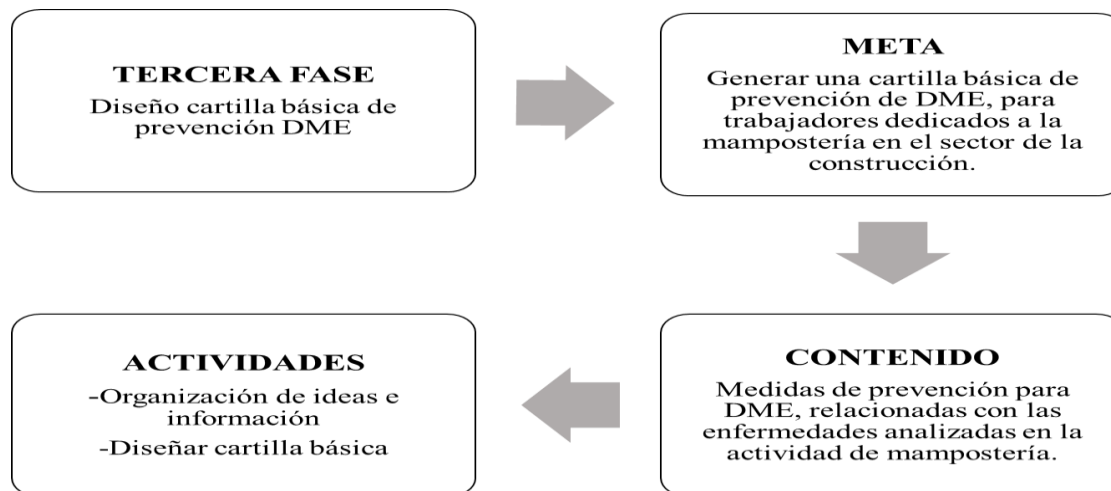 TERCERA FASE
Diseño cartilla básica de
prevención DME
META
Generar una cartilla básica de
prevención de DME, para
trabajadores dedicados a la
mampostería en el sector de la
construcción.
CONTENIDO
Medidas de prevención para
DME, relacionadas con las
enfermedades analizadas en la
actividad de mampostería.
ACTIVIDADES
-Organización de ideas e
información
-Diseñar cartilla básica